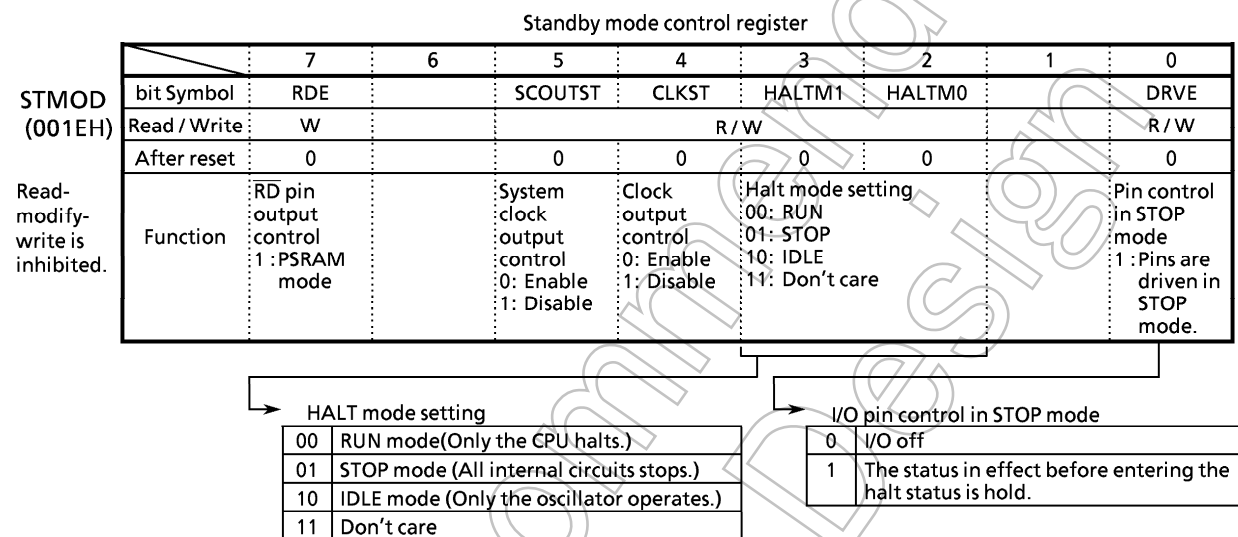 Standby mode control register
7 6 5 4 3 2 1 0
STMOD
(001EH)
bit Symbol RDE SCOUTST CLKST HALTM1 HALTM0 DRVE
Read / Write W R / W R / W
After reset 0 0 0 0 0 0
Read-
modify-
write is
inhibited.
Function
RD pin
output
control
1 : PSRAM
mode
System
clock
output
control
0: Enable
1: Disable
Clock
output
control
0: Enable
1: Disable
Halt mode setting
00: RUN
01: STOP
10: IDLE
11: Don't care
Pin control
in STOP
mode
1 : Pins are
driven in
STOP
mode.
HALT mode setting
00 RUN mode(Only the CPU halts.)
01 STOP mode (All internal circuits stops.)
10 IDLE mode (Only the oscillator operates.)
11 Don't care
I/O pin control in STOP mode
0 I/O off
1 The status in effect before entering the
halt status is hold.